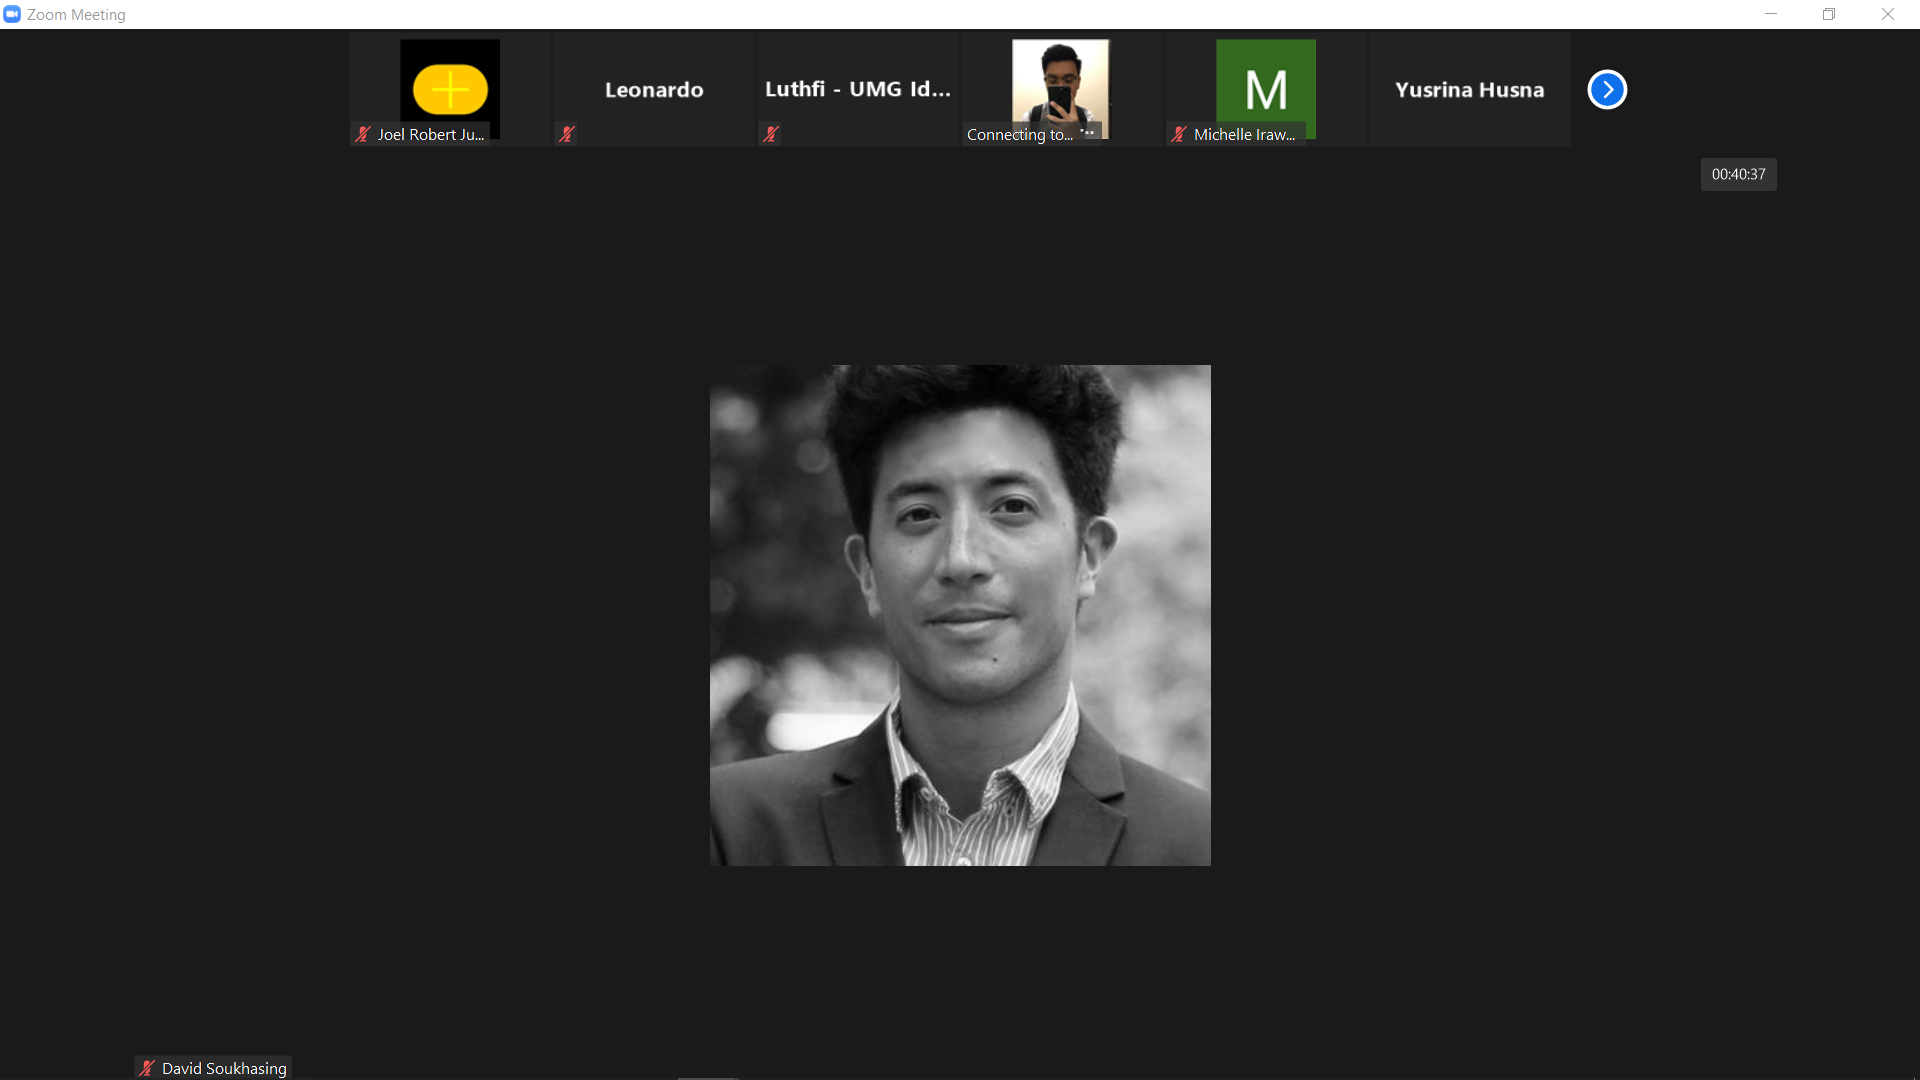 Zoom Meeting
Leonardo
Luthfi - UMG Id...
M
Yusrina Husna
Joel Robert Ju...
Connecting to...
Michelle Iraw...
00:40:37
David Soukhasing